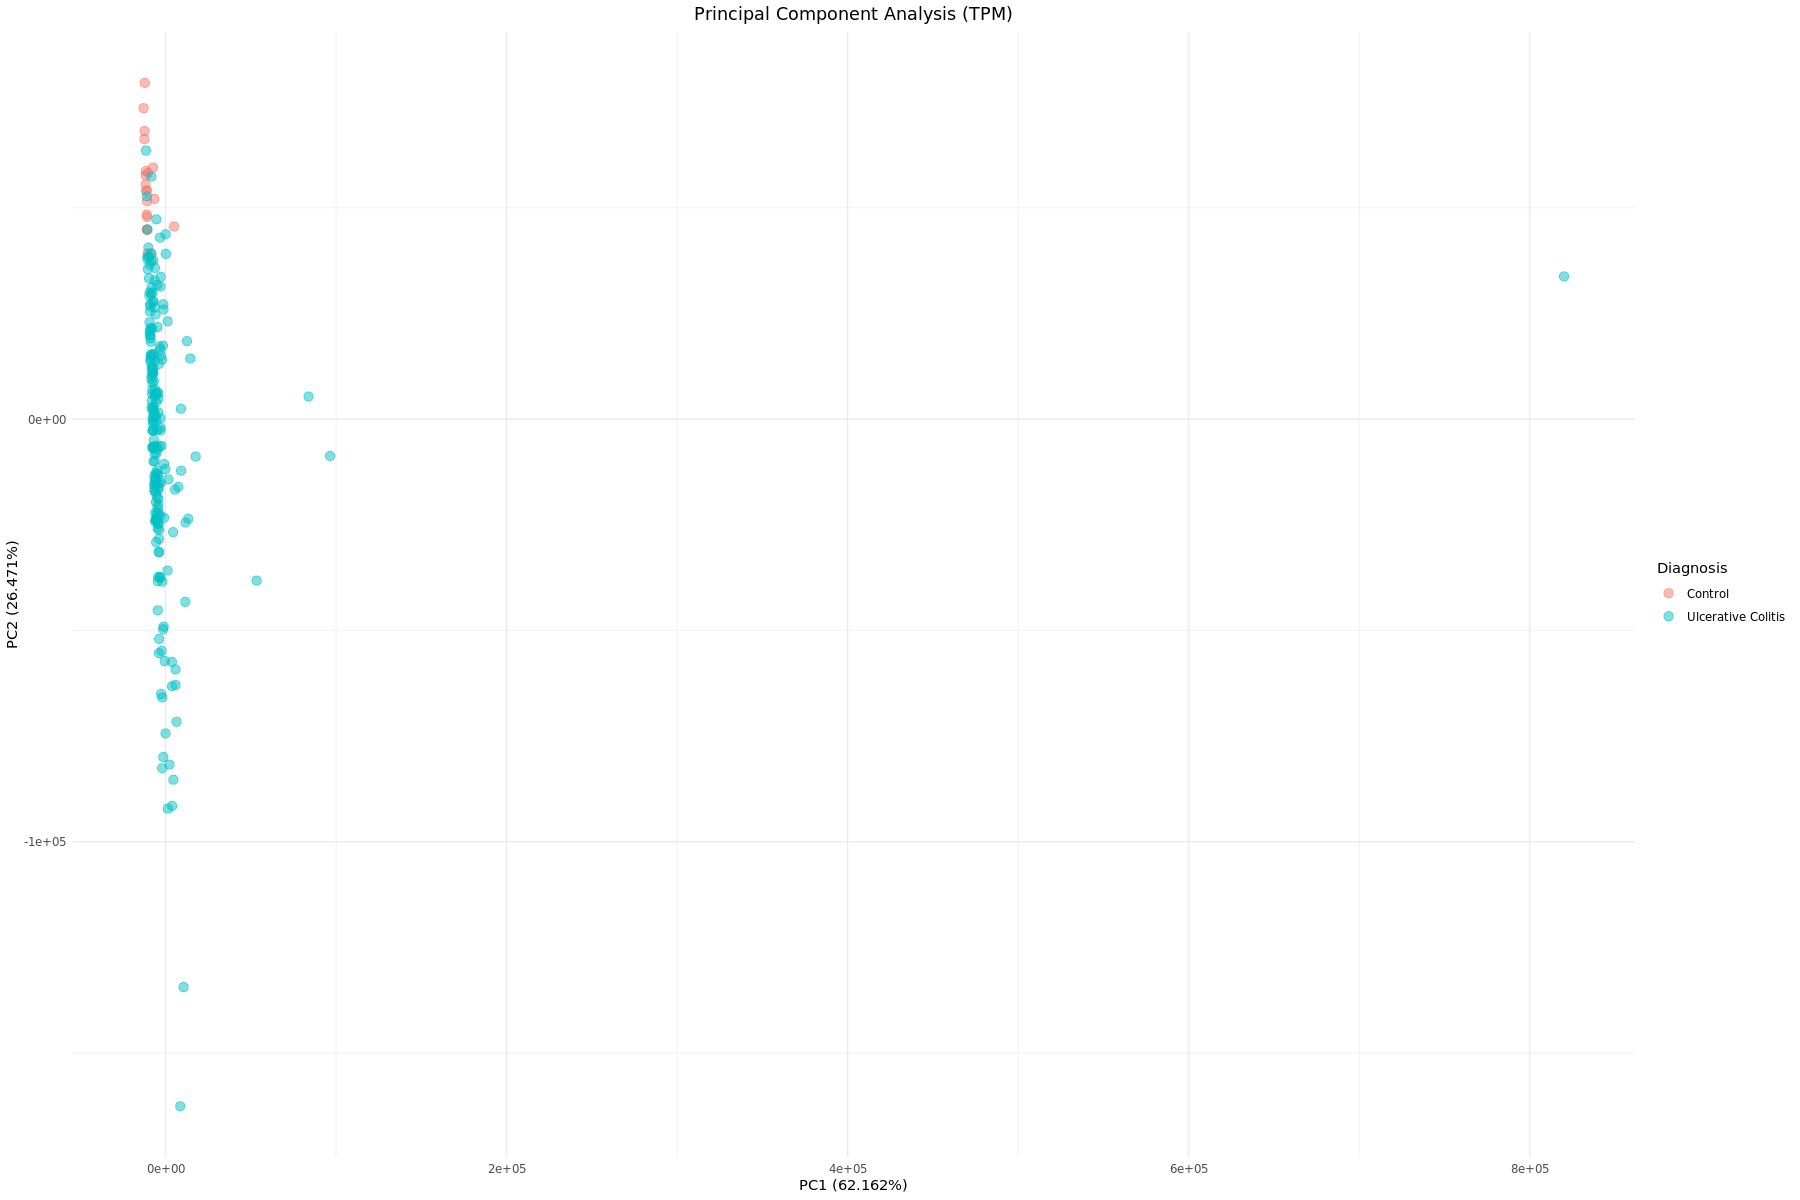 Principal Component Analysis (TPM)
0e+00
-1e+05
PC2 (26.471%)
0e+00
2e+05
4e+05
6e+05
8e+05
PC1 (62.162%)
Diagnosis
Control
Ulcerative Colitis